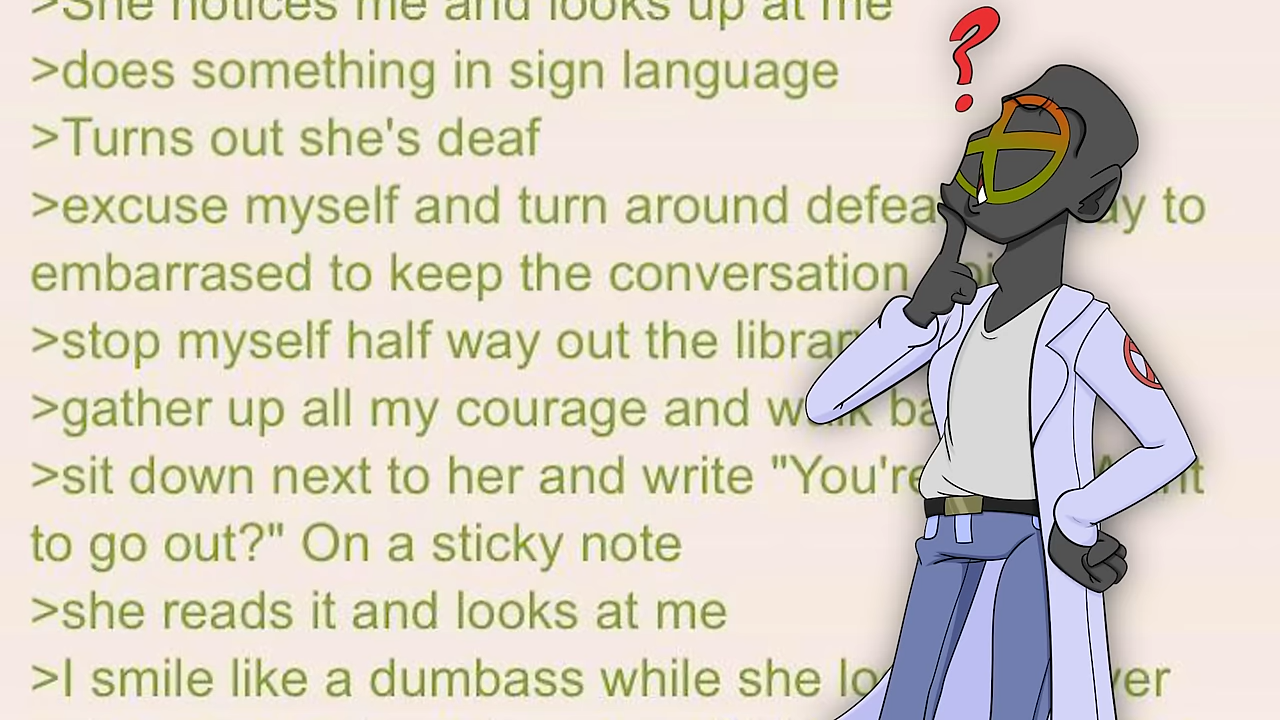 >She notices me and looks up at me
>does something in sign language
>Turns out she's deaf
>excuse myself and turn around to
embarrased to keep the conversation
>stop myself half way out the
>gather up all my courage and
>sit down next to her and write "You're
to go out?" On a sticky note
>she reads it and looks at me
>I smile like a dumbass while she
?